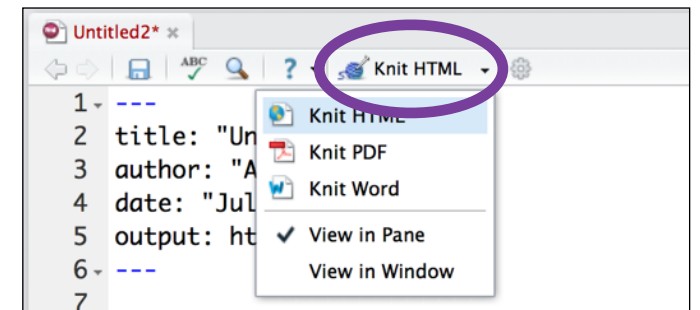 Untitled2* ×
ABC ? Knit HTML
1 ---
Knit HTML
2 title: "Un
Knit PDF
3 author: "A
Knit Word
4 date: "Jul
5 output: ht
✓ View in Pane
6 ---
View in Window
7